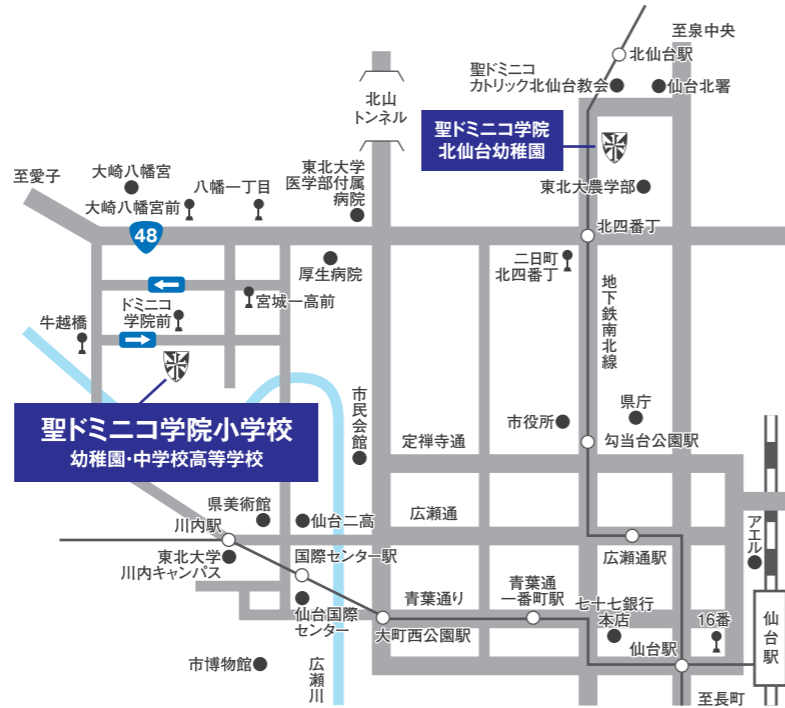 至泉中央
北仙台駅
聖ドミニコ
カトリック北仙台教会
仙台北署
北山
トンネル
聖ドミニコ学院
北仙台幼稚園
大崎八幡宮
至愛子
八幡一丁目
大崎八幡宮前
東北大学
医学部付属
病院
東北大農学部
48
北四番丁
厚生病院
二日町
北四番丁
地下鉄南北線
宮城一高前
ドミニコ
学院前
牛越橋
聖ドミニコ学院小学校
幼稚園・中学校高等学校
市民会館
市役所
県庁
定禅寺通
勾当台公園駅
県美術館
川内駅
仙台二高
広瀬通
アエル
東北大学
川内キャンパス
国際センター駅
広瀬通駅
仙台国際
センター
青葉通り
青葉通
一番町駅
七十七銀行
本店
16番
仙台駅
大町西公園駅
仙台駅
市博物館
広瀬川
至長町